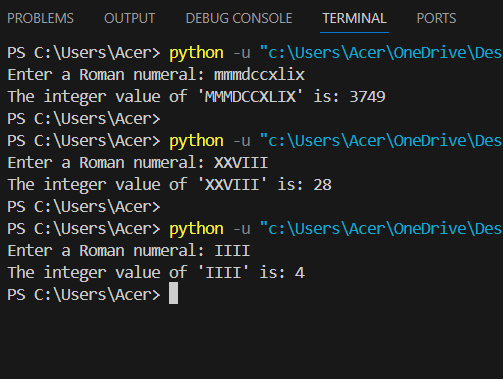 PROBLEMS OUTPUT DEBUG CONSOLE TERMINAL PORTS
PS C:\Users\Acer> python -u "c:\Users\Acer\OneDrive\Des
Enter a Roman numeral: mmmdccxlix
The integer value of 'MMMDCCXLIX' is: 3749
PS C:\Users\Acer>
PS C:\Users\Acer> python -u "c:\Users\Acer\OneDrive\Des
Enter a Roman numeral: XXVIII
The integer value of 'XXVIII' is: 28
PS C:\Users\Acer>
PS C:\Users\Acer> python -u "c:\Users\Acer\OneDrive\Des
Enter a Roman numeral: IIII
The integer value of 'IIII' is: 4
PS C:\Users\Acer>